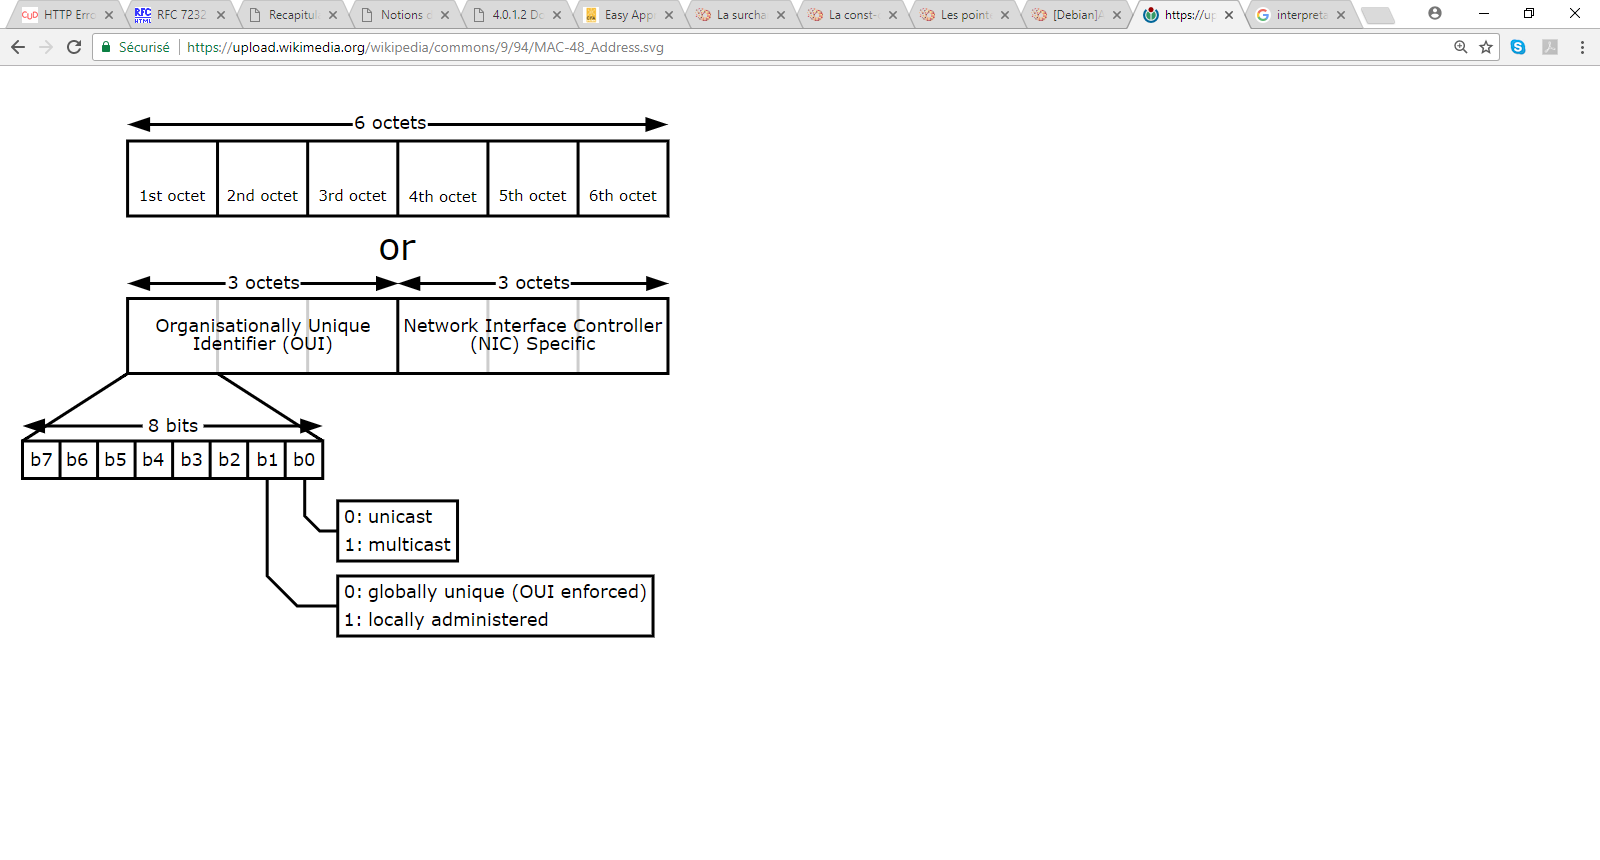 HTTP Erro
RFC 7232
Recapitul
Notions d
4.0.1.2 Do
Easy App
La surcha
La const-
Les point
[Debian]A
https://up
interpreta
Sécurisé
https://upload.wikimedia.org/wikipedia/commons/9/94/MAC-48_Address.svg
6 octets
1st octet 2nd octet 3rd octet 4th octet 5th octet 6th octet
or
3 octets 3 octets
Organisationally Unique
Identifier (OUI)
Network Interface Controller
(NIC) Specific
8 bits
b7 b6 b5 b4 b3 b2 b1 b0
0: unicast
1: multicast
0: globally unique (OUI enforced)
1: locally administered